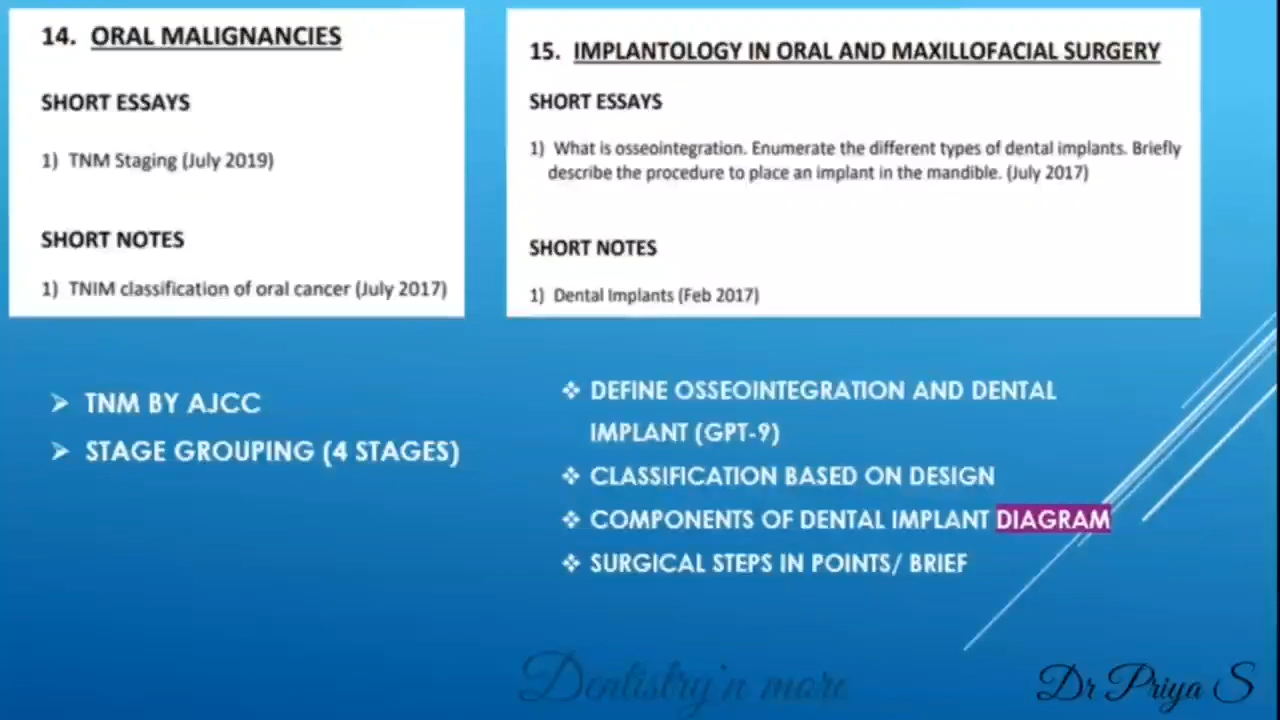 14. ORAL MALIGNANCIES
SHORT ESSAYS
1) TNM Staging (July 2019)
SHORT NOTES
1) TNIM classification of oral cancer (July 2017)
15. IMPLANTOLOGY IN ORAL AND MAXILLOFACIAL SURGERY
SHORT ESSAYS
1) What is osseointegration. Enumerate the different types of dental implants. Briefly
describe the procedure to place an implant in the mandible. (July 2017)
SHORT NOTES
1) Dental Implants (Feb 2017)
➢ TNM BY AJCC
➢ STAGE GROUPING (4 STAGES)
❖ DEFINE OSSEOINTEGRATION AND DENTAL
IMPLANT (GPT-9)
❖ CLASSIFICATION BASED ON DESIGN
❖ COMPONENTS OF DENTAL IMPLANT DIAGRAM
❖ SURGICAL STEPS IN POINTS/ BRIEF
Dentistry'n more
Dr Priya S